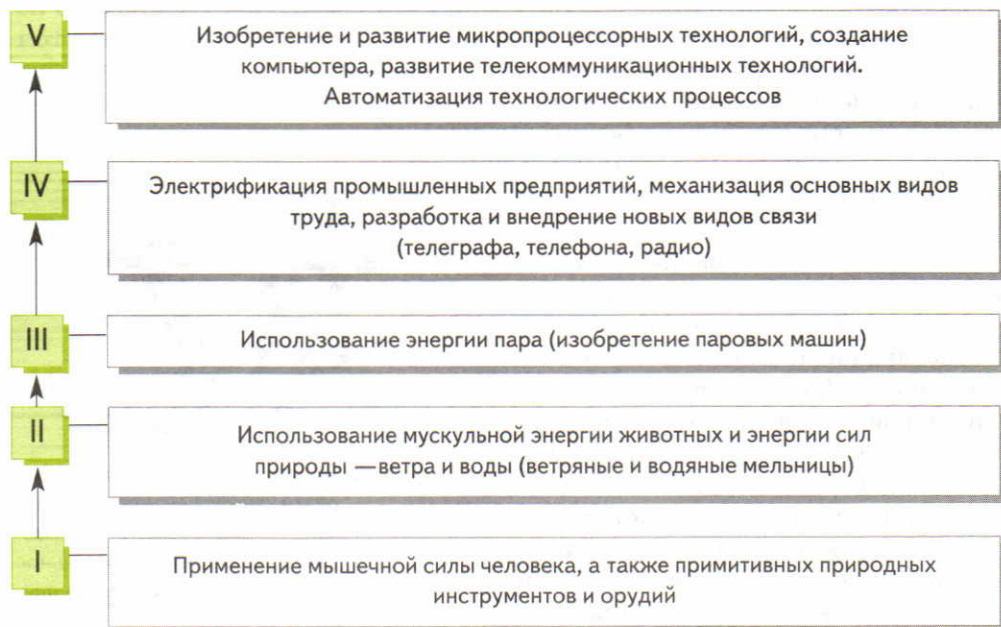 V
Изобретение и развитие микропроцессорных технологий, создание
компьютера, развитие телекоммуникационных технологий.
Автоматизация технологических процессов
IV
Электрификация промышленных предприятий, механизация основных видов
труда, разработка и внедрение новых видов связи
(телеграфа, телефона, радио)
III
Использование энергии пара (изобретение паровых машин)
II
Использование мускульной энергии животных и энергии сил
природы —ветра и воды (ветряные и водяные мельницы)
I
Применение мышечной силы человека, а также примитивных природных
инструментов и орудий